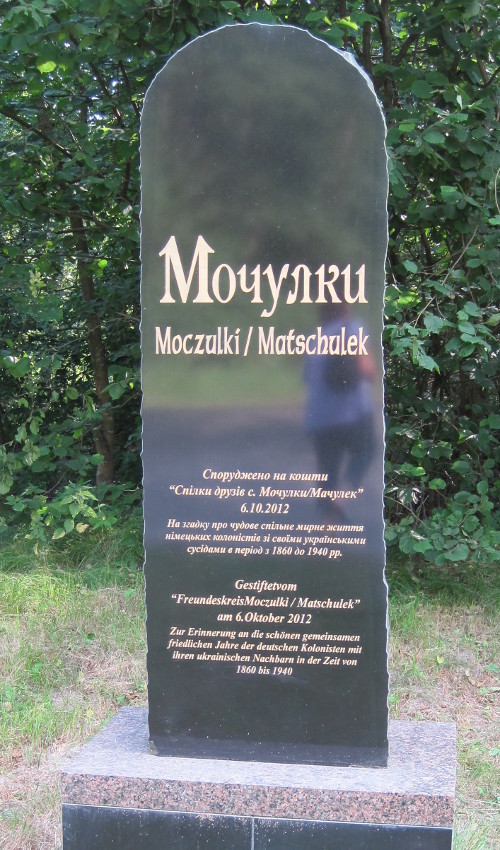 Мочулки
Moczulki / Matschulek
Споруджено на кошти
"Спілки друзів с. Мочулки/Мачулек"
6.10.2012
На згадку про чудове спільне мирне життя
німецьких колоністів зі своїми українськими
сусідами в період з 1860 до 1940 рр.
Gestiftetvom
"FreundeskreisMoczulki / Matschulek"
am 6.Oktober 2012
Zur Erinnerung an die schönen gemeinsamen
friedlichen Jahre der deutschen Kolonisten mit
ihren ukrainischen Nachbarn in der Zeit von
1860 bis 1940